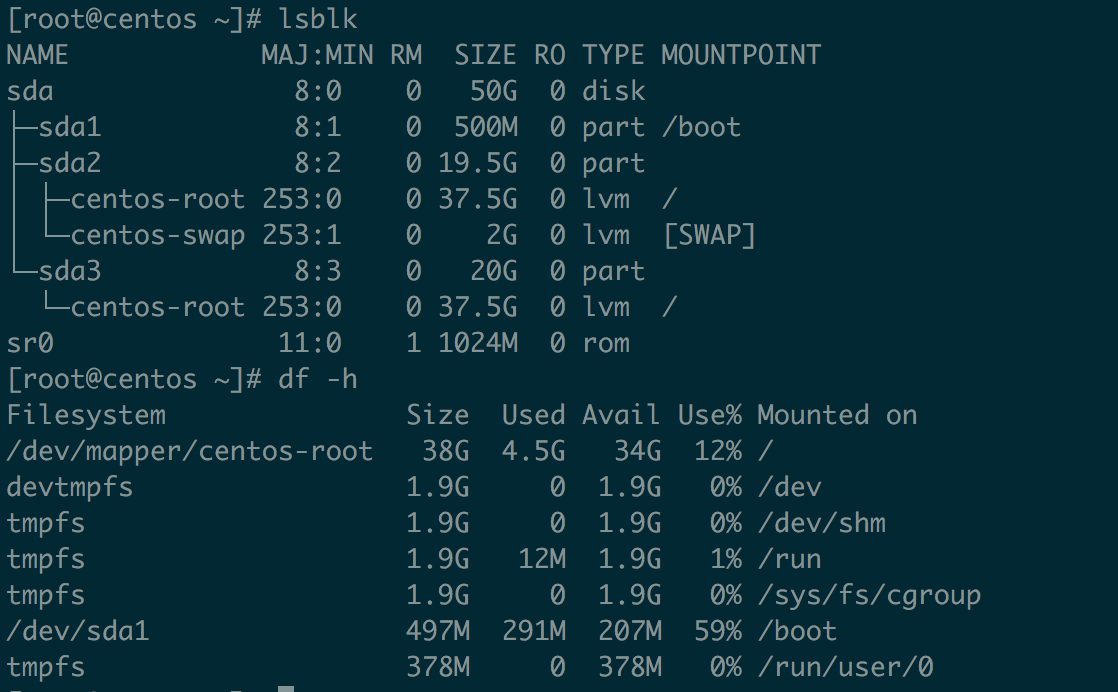 [root@centos ~]# lsblk
NAME            MAJ:MIN RM   SIZE RO TYPE MOUNTPOINT
sda               8:0    0    50G  0 disk
├─sda1            8:1    0   500M  0 part /boot
├─sda2            8:2    0  19.5G  0 part
│ ├─centos-root 253:0    0  37.5G  0 lvm  /
│ └─centos-swap 253:1    0     2G  0 lvm  [SWAP]
└─sda3            8:3    0    20G  0 part
  └─centos-root 253:0    0  37.5G  0 lvm  /
sr0              11:0    1  1024M  0 rom
[root@centos ~]# df -h
Filesystem               Size  Used Avail Use% Mounted on
/dev/mapper/centos-root   38G  4.5G   34G  12% /
devtmpfs                 1.9G     0  1.9G   0% /dev
tmpfs                    1.9G     0  1.9G   0% /dev/shm
tmpfs                    1.9G   12M  1.9G   1% /run
tmpfs                    1.9G     0  1.9G   0% /sys/fs/cgroup
/dev/sda1                497M  291M  207M  59% /boot
tmpfs                    378M     0  378M   0% /run/user/0